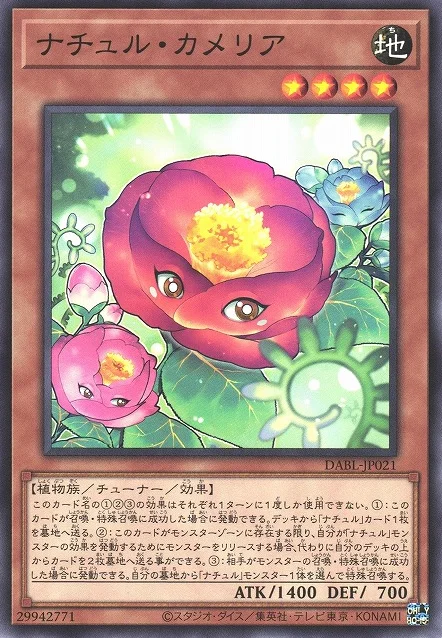 ナチュル・カメリア
地
DABL-JP021
【植物族／チューナー／効果】
このカード名の①②③の効果はそれぞれ1ターンに1度しか使用できない。①：この
カードが召喚・特殊召喚に成功した場合に発動できる。デッキから「ナチュル」カード1枚
を墓地へ送る。②：このカードがモンスターゾーンに存在する限り、自分が「ナチュル」モン
スターの効果を発動するためにモンスターをリリースする場合、代わりに自分のデッキの上
からカードを2枚墓地へ送る事ができる。③：相手がモンスターの召喚・特殊召喚に成功
した場合に発動できる。自分の墓地から「ナチュル」モンスター1体を選んで特殊召喚する。
ATK/1400 DEF/ 700
29942771
©スタジオ・ダイス／集英社・テレビ東京・KONAMI